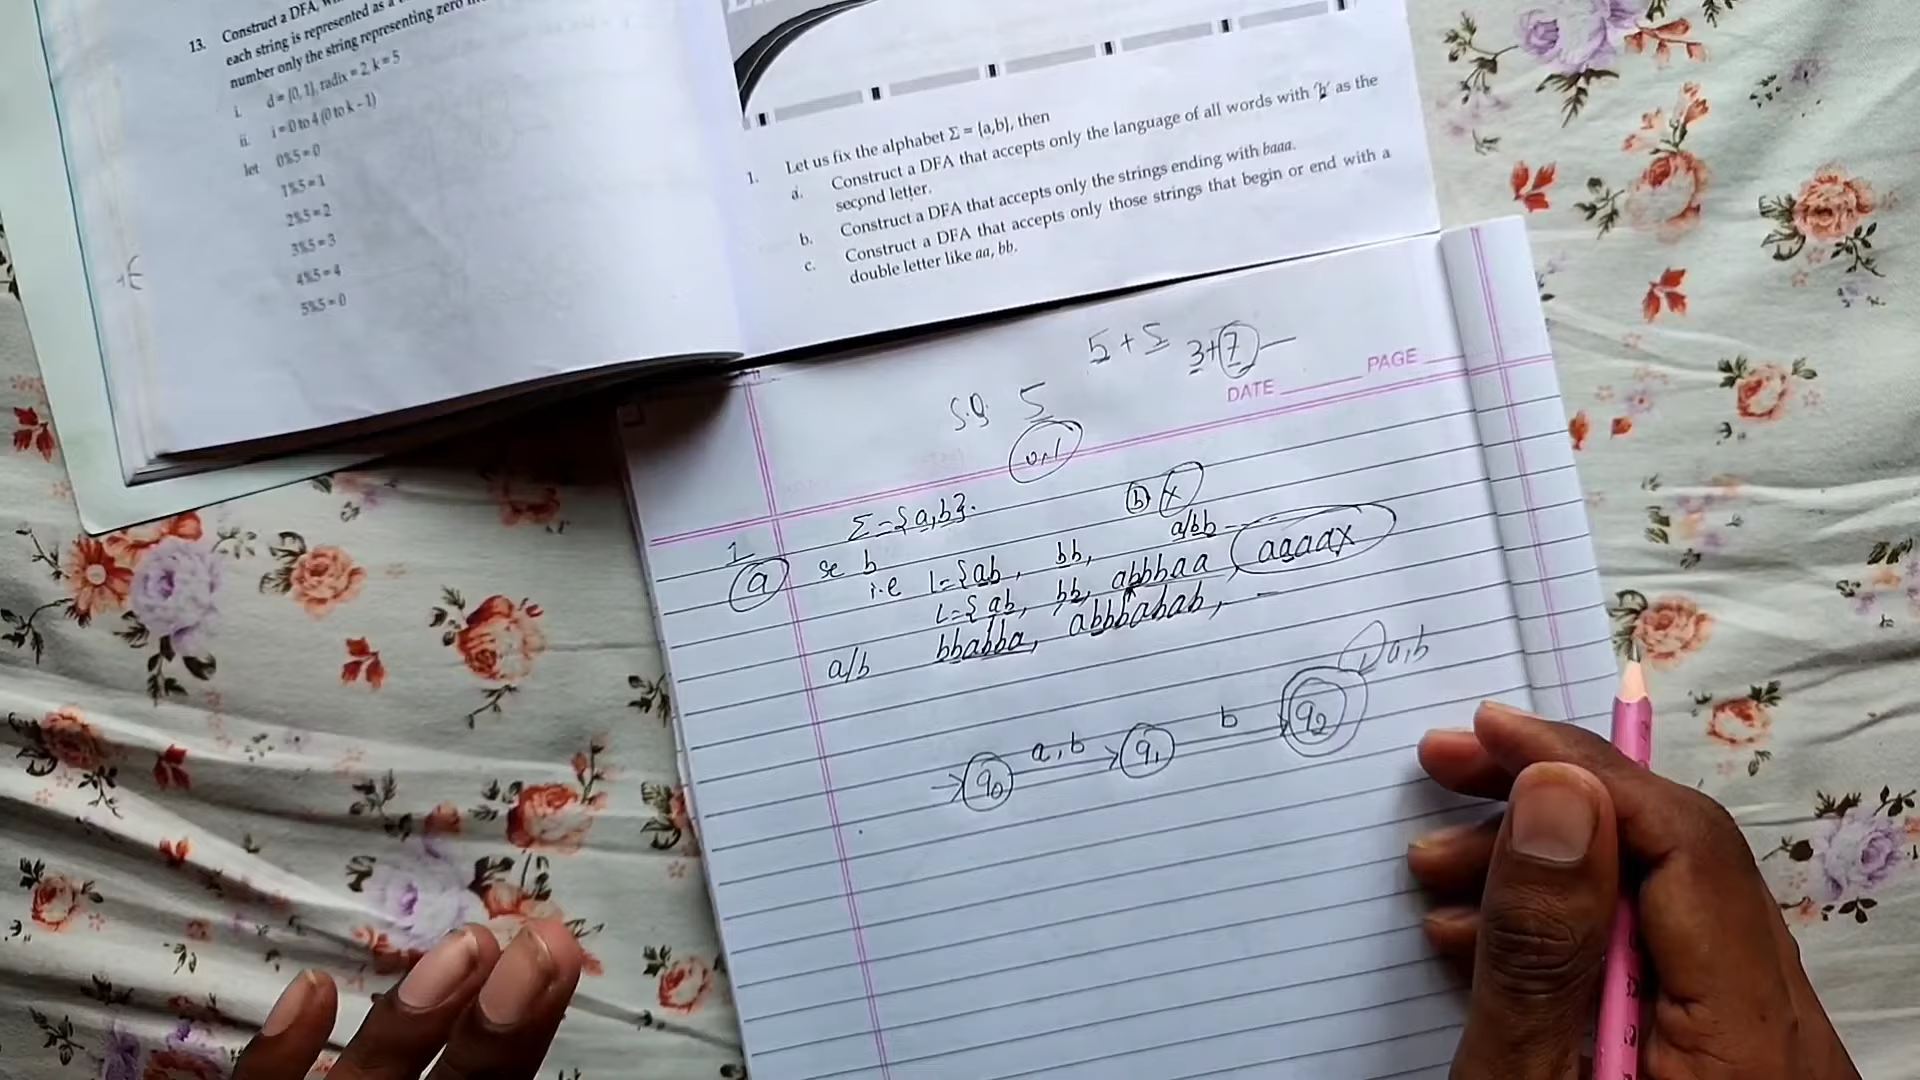 13. Construct a DFA,
each string is represented as a
number only the string representing zero
i. d = {0, 1}, radix = 2, k = 5
ii. i = 0 to 4 (0 to k - 1)
let 0%5=0
1%5=1
2%5=2
3%5=3
4%5=4
5%5=0
1. Let us fix the alphabet Σ = {a,b}, then
a. Construct a DFA that accepts only the language of all words with 'b' as the
second letter.
b. Construct a DFA that accepts only the strings ending with baaa.
c. Construct a DFA that accepts only those strings that begin or end with a
double letter like aa, bb.
5+5 3+7
DATE PAGE
5
0,1
Σ={a,b}.
b x
1
a/bb
a b
i.e L={ab, bb, aaaax
L={ab, bb, abbbaa,
a/b bbabba, abbbabab,
a,b
q0 a,b q1 b q2